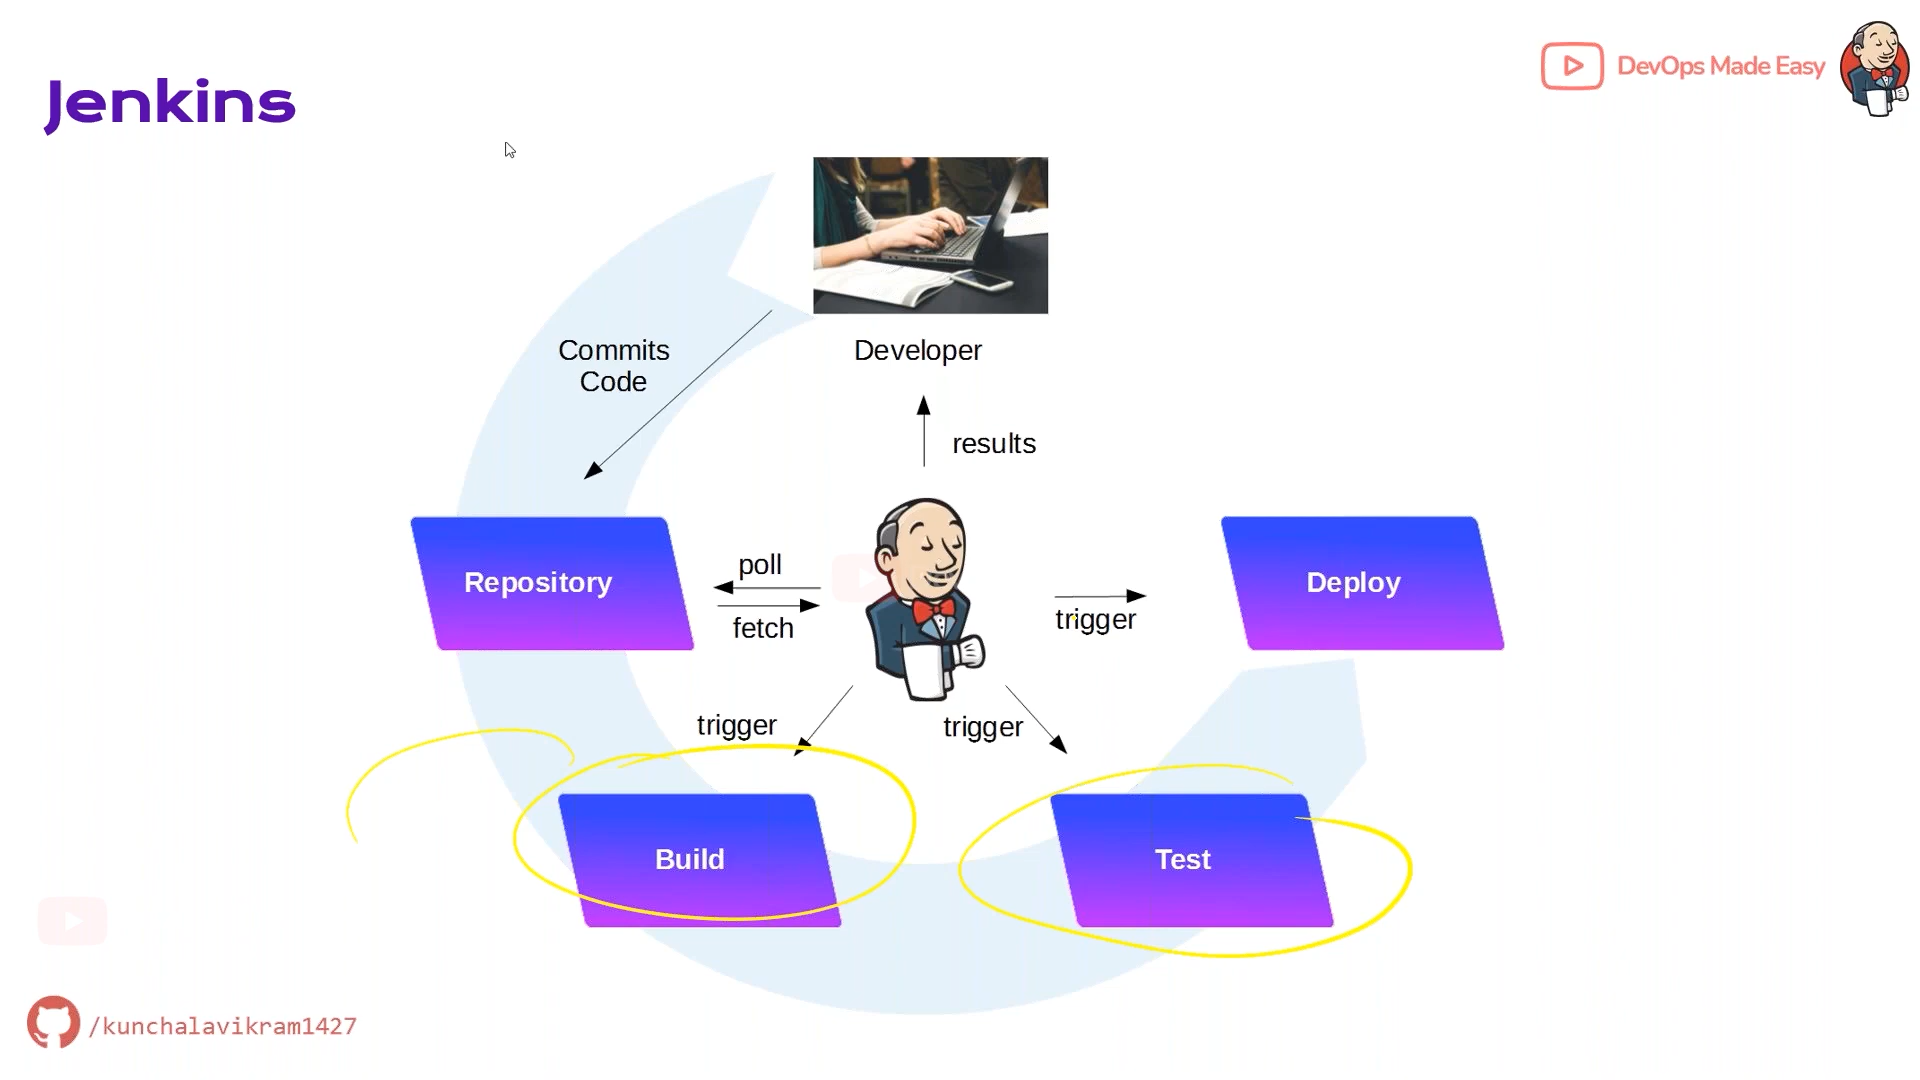 Jenkins
DevOps Made Easy
Commits
Code
Developer
results
Repository
poll
fetch
trigger
Deploy
trigger
trigger
Build
Test
/kunchalavikram1427